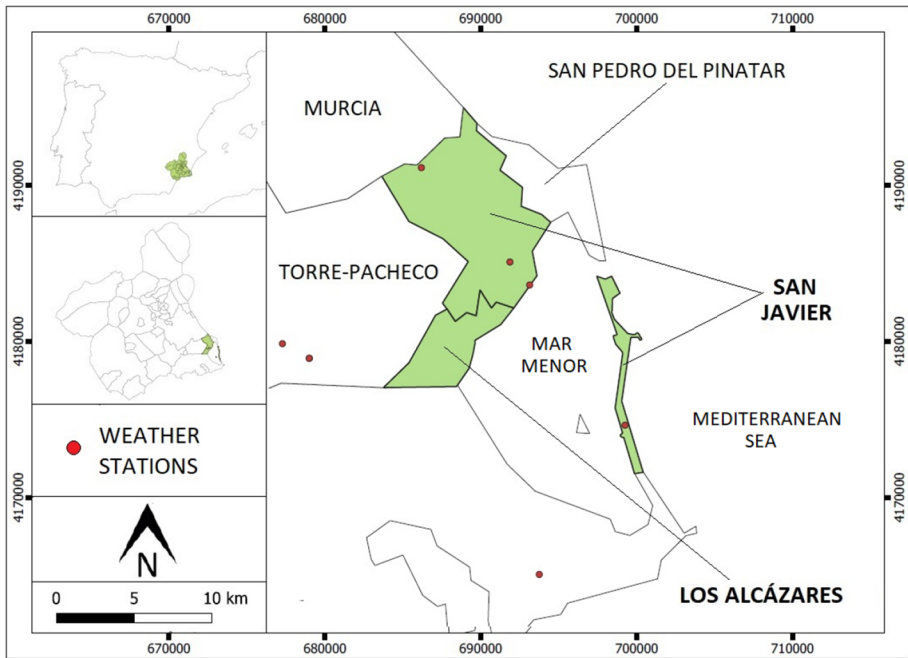 670000 680000 690000 700000 710000
SAN PEDRO DEL PINATAR
MURCIA
4190000
4190000
TORRE-PACHECO
SAN
JAVIER
MAR
MENOR
4180000
4180000
MEDITERRANEAN
SEA
WEATHER
STATIONS
4170000
4170000
N
LOS ALCÁZARES
0 5 10 km
670000 680000 690000 700000 710000